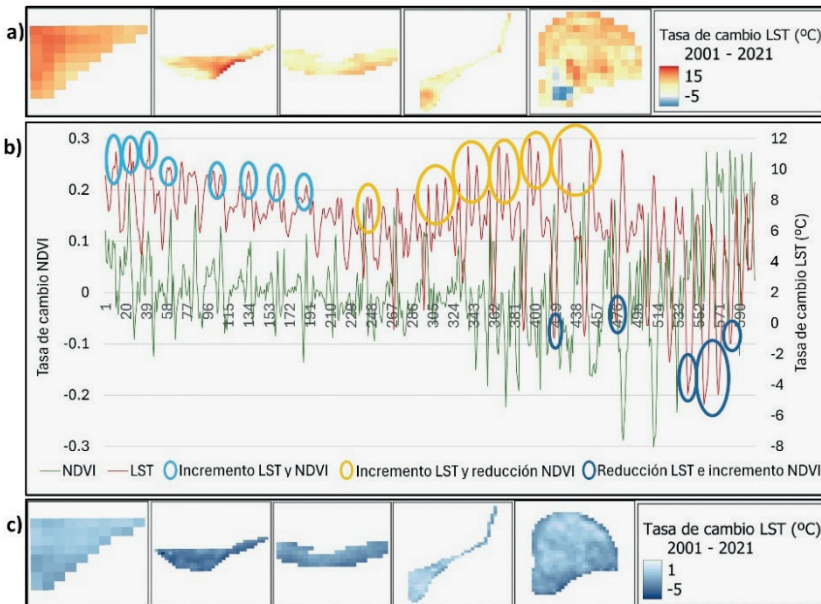 a)
Tasa de cambio LST (ºC)
2001 - 2021
15
-5
b)
Tasa de cambio NDVI
0.3
0.2
0.1
0
-0.1
-0.2
-0.3
1 20 39 58 77 96 115 134 153 172 191 210 229 248 267 286 305 324 343 362 381 400 419 438 457 476 495 514 533 552 571 590
12
10
8
6
4
2
0
-2
-4
-6
-8
Tasa de cambio LST (ºC)
NDVI LST Incremento LST y NDVI Incremento LST y reducción NDVI Reducción LST e incremento NDVI
c)
Tasa de cambio LST (ºC)
2001 - 2021
1
-5